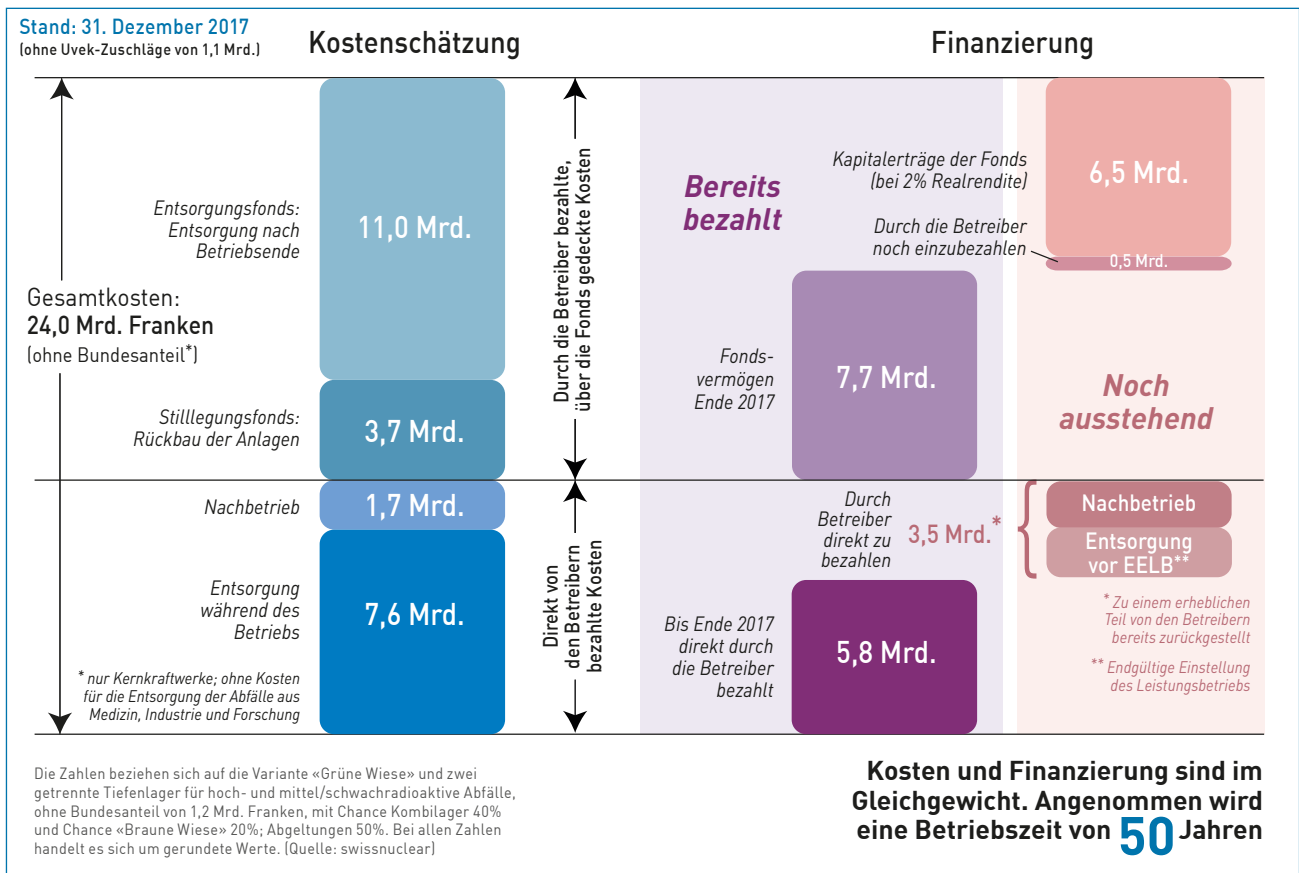 Stand: 31. Dezember 2017
(ohne Uvek-Zuschläge von 1,1 Mrd.)
Kostenschätzung
Finanzierung
Gesamtkosten:
24,0 Mrd. Franken
(ohne Bundesanteil*)
Entsorgungsfonds:
Entsorgung nach
Betriebsende
11,0 Mrd.
Stilllegungsfonds:
Rückbau der Anlagen
3,7 Mrd.
Nachbetrieb
1,7 Mrd.
Entsorgung
während des
Betriebs
7,6 Mrd.
* nur Kernkraftwerke; ohne Kosten
für die Entsorgung der Abfälle aus
Medizin, Industrie und Forschung
Durch die Betreiber bezahlte,
über die Fonds gedeckte Kosten
Direkt von
den Betreibern
bezahlte Kosten
Bereits
bezahlt
Kapitalerträge der Fonds
(bei 2% Realrendite)
6,5 Mrd.
Durch die Betreiber
noch einzubezahlen
0,5 Mrd.
Fonds-
vermögen
Ende 2017
7,7 Mrd.
Noch
ausstehend
Durch
Betreiber
direkt zu
bezahlen
3,5 Mrd.*
Nachbetrieb
Entsorgung
vor EELB**
Bis Ende 2017
direkt durch
die Betreiber
bezahlt
5,8 Mrd.
* Zu einem erheblichen
Teil von den Betreibern
bereits zurückgestellt
** Endgültige Einstellung
des Leistungsbetriebs
Die Zahlen beziehen sich auf die Variante «Grüne Wiese» und zwei
getrennte Tiefenlager für hoch- und mittel/schwachradioaktive Abfälle,
ohne Bundesanteil von 1,2 Mrd. Franken, mit Chance Kombilager 40%
und Chance «Braune Wiese» 20%; Abgeltungen 50%. Bei allen Zahlen
handelt es sich um gerundete Werte. (Quelle: swissnuclear)
Kosten und Finanzierung sind im
Gleichgewicht. Angenommen wird
eine Betriebszeit von 50 Jahren